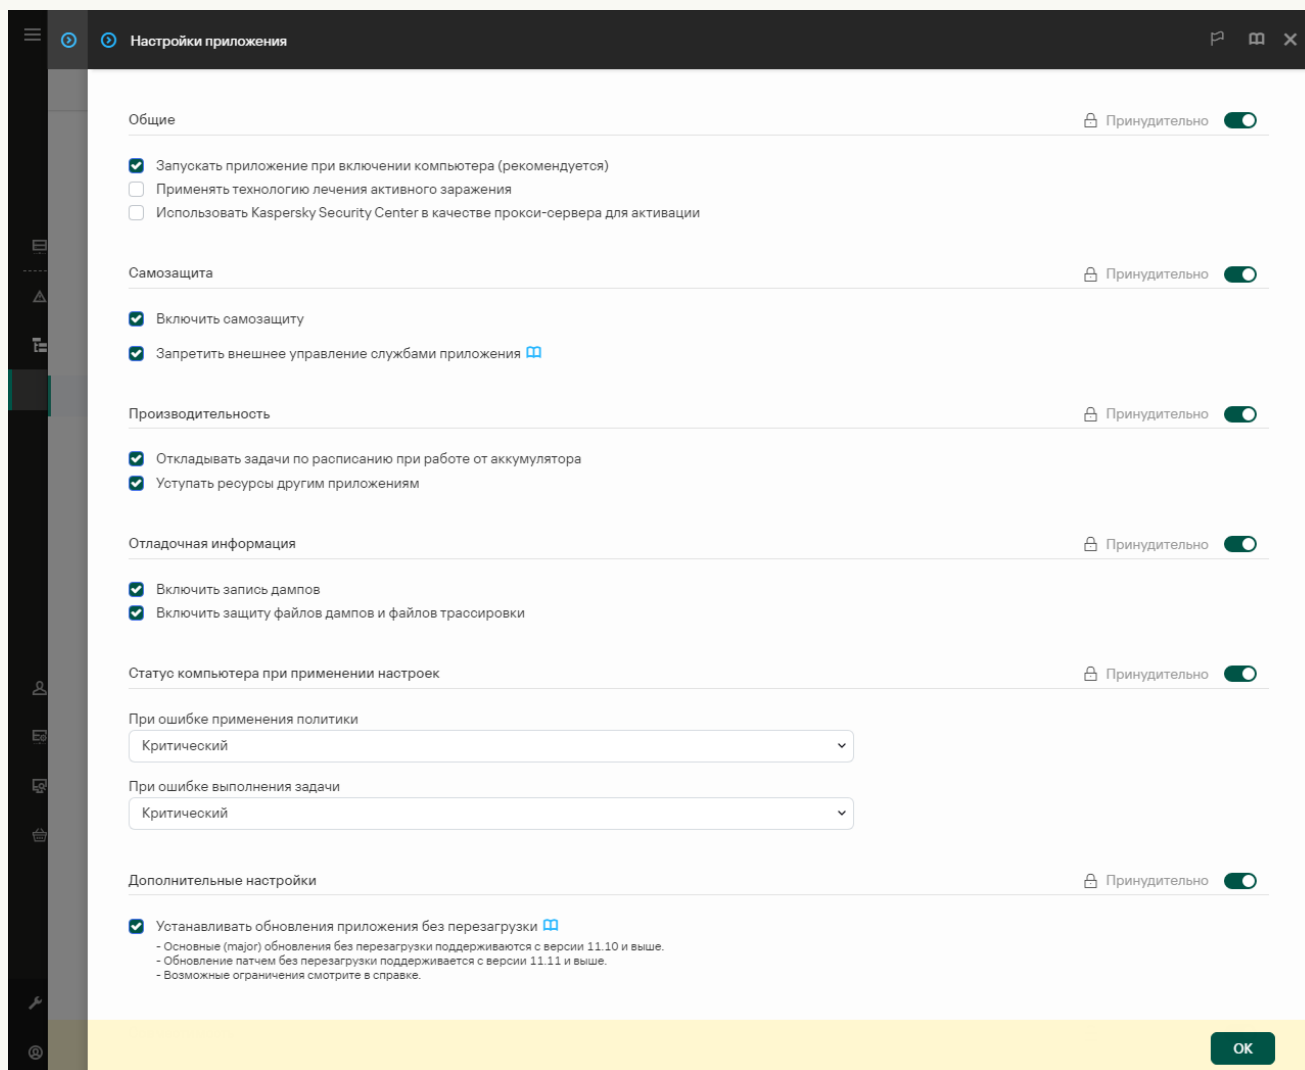 Настройки приложения
Общие
Принудительно
Запускать приложение при включении компьютера (рекомендуется)
Применять технологию лечения активного заражения
Использовать Kaspersky Security Center в качестве прокси-сервера для активации
Самозащита
Принудительно
Включить самозащиту
Запретить внешнее управление службами приложения
Производительность
Принудительно
Откладывать задачи по расписанию при работе от аккумулятора
Уступать ресурсы другим приложениям
Отладочная информация
Принудительно
Включить запись дампов
Включить защиту файлов дампов и файлов трассировки
Статус компьютера при применении настроек
Принудительно
При ошибке применения политики
Критический
При ошибке выполнения задачи
Критический
Дополнительные настройки
Принудительно
Устанавливать обновления приложения без перезагрузки
- Основные (major) обновления без перезагрузки поддерживаются с версии 11.10 и выше.
- Обновление патчем без перезагрузки поддерживается с версии 11.11 и выше.
- Возможные ограничения смотрите в справке.
OK